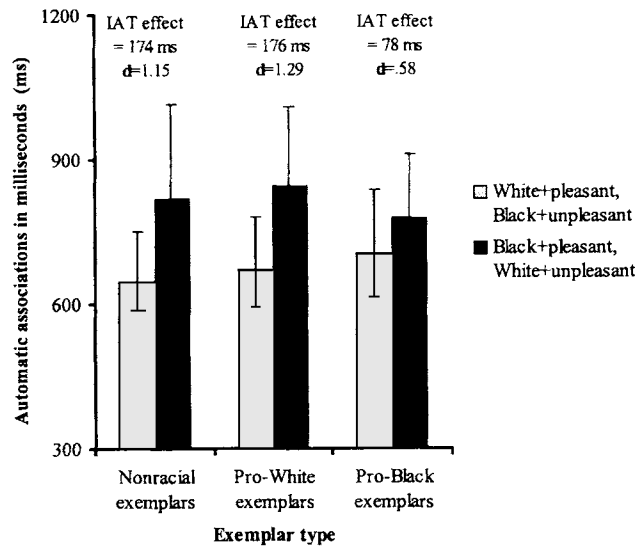 1200
IAT effect
= 174 ms
d=1.15
IAT effect
= 176 ms
d=1.29
IAT effect
= 78 ms
d=.58
900
600
300
Automatic associations in milliseconds (ms)
White+pleasant,
Black+unpleasant
Black+pleasant,
White+unpleasant
Nonracial
exemplars
Pro-White
exemplars
Pro-Black
exemplars
Exemplar type